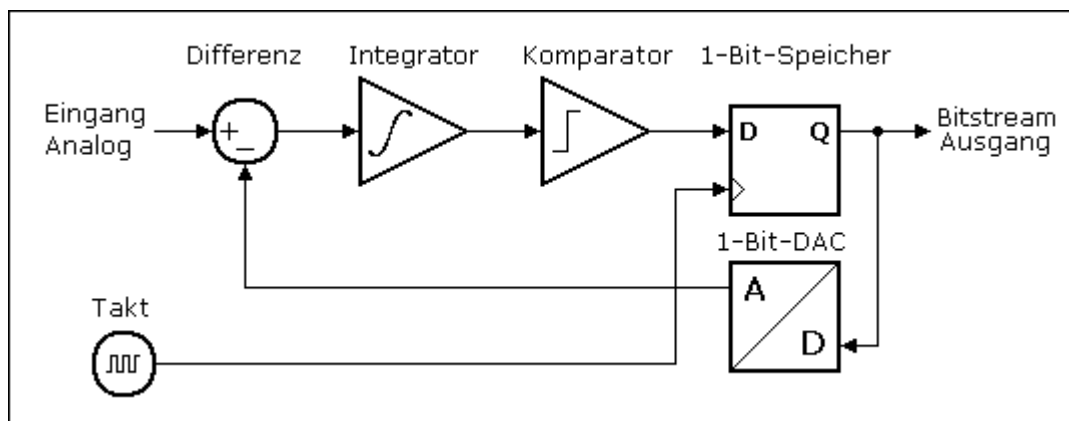 Differenz
Integrator
Komparator
1-Bit-Speicher
Eingang
Analog
+
−
D
Q
Bitstream
Ausgang
1-Bit-DAC
A
D
Takt